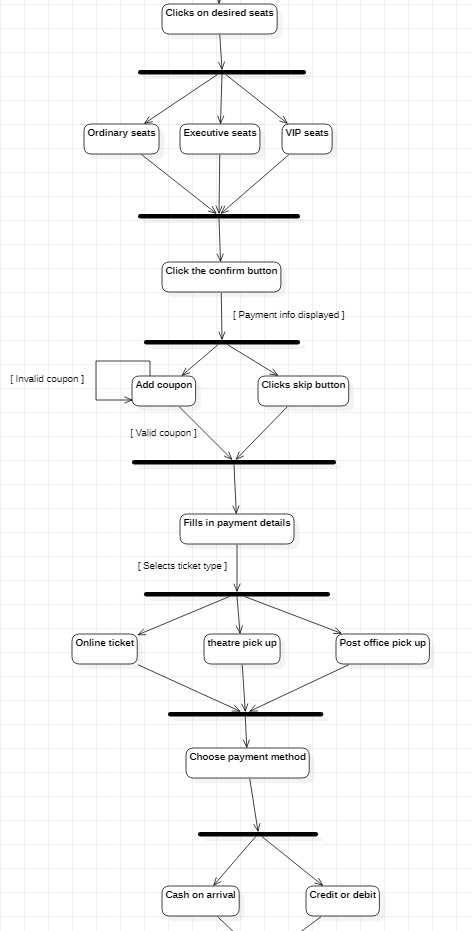 Clicks on desired seats
Ordinary seats
Executive seats
VIP seats
Click the confirm button
[ Payment info displayed ]
[ Invalid coupon ]
Add coupon
Clicks skip button
[ Valid coupon ]
Fills in payment details
[ Selects ticket type ]
Online ticket
theatre pick up
Post office pick up
Choose payment method
Cash on arrival
Credit or debit